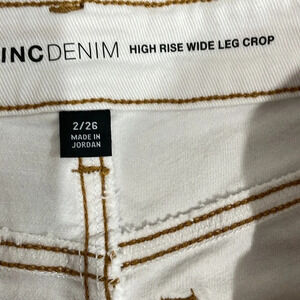 INCDENIM HIGH RISE WIDE LEG CROP
2/26
MADE IN
JORDAN